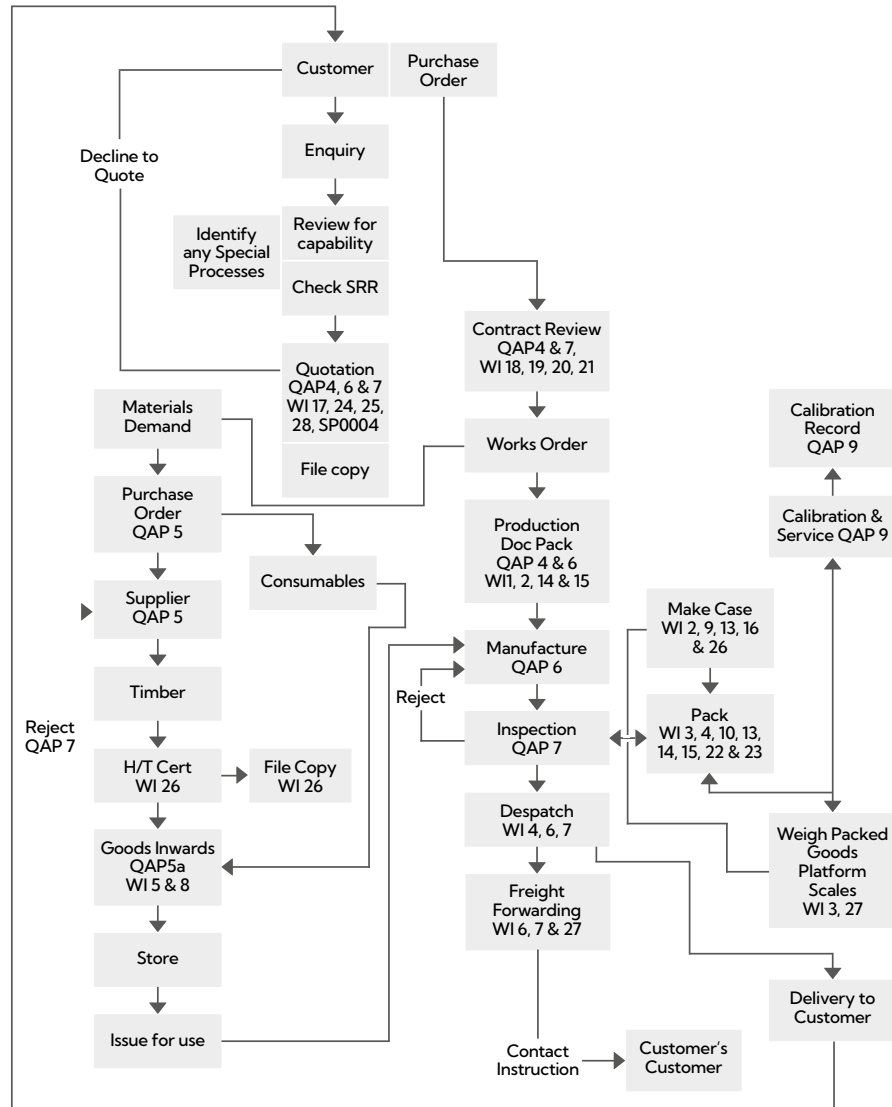 Customer
Purchase
Order
Decline to
Quote
Enquiry
Identify
any Special
Processes
Review for
capability
Check SRR
Quotation
QAP4, 6 & 7
WI 17, 24, 25,
28, SP0004
File copy
Contract Review
QAP4 & 7,
WI 18, 19, 20, 21
Works Order
Production
Doc Pack
QAP 4 & 6
WI1, 2, 14 & 15
Manufacture
QAP 6
Reject
Inspection
QAP 7
Despatch
WI 4, 6, 7
Freight
Forwarding
WI 6, 7 & 27
Contact
Instruction
Customer's
Customer
Materials
Demand
Purchase
Order
QAP 5
Consumables
Supplier
QAP 5
Timber
Reject
QAP 7
H/T Cert
WI 26
File Copy
WI 26
Goods Inwards
QAP5a
WI 5 & 8
Store
Issue for use
Calibration
Record
QAP 9
Calibration &
Service QAP 9
Make Case
WI 2, 9, 13, 16
& 26
Pack
WI 3, 4, 10, 13,
14, 15, 22 & 23
Weigh Packed
Goods
Platform
Scales
WI 3, 27
Delivery to
Customer